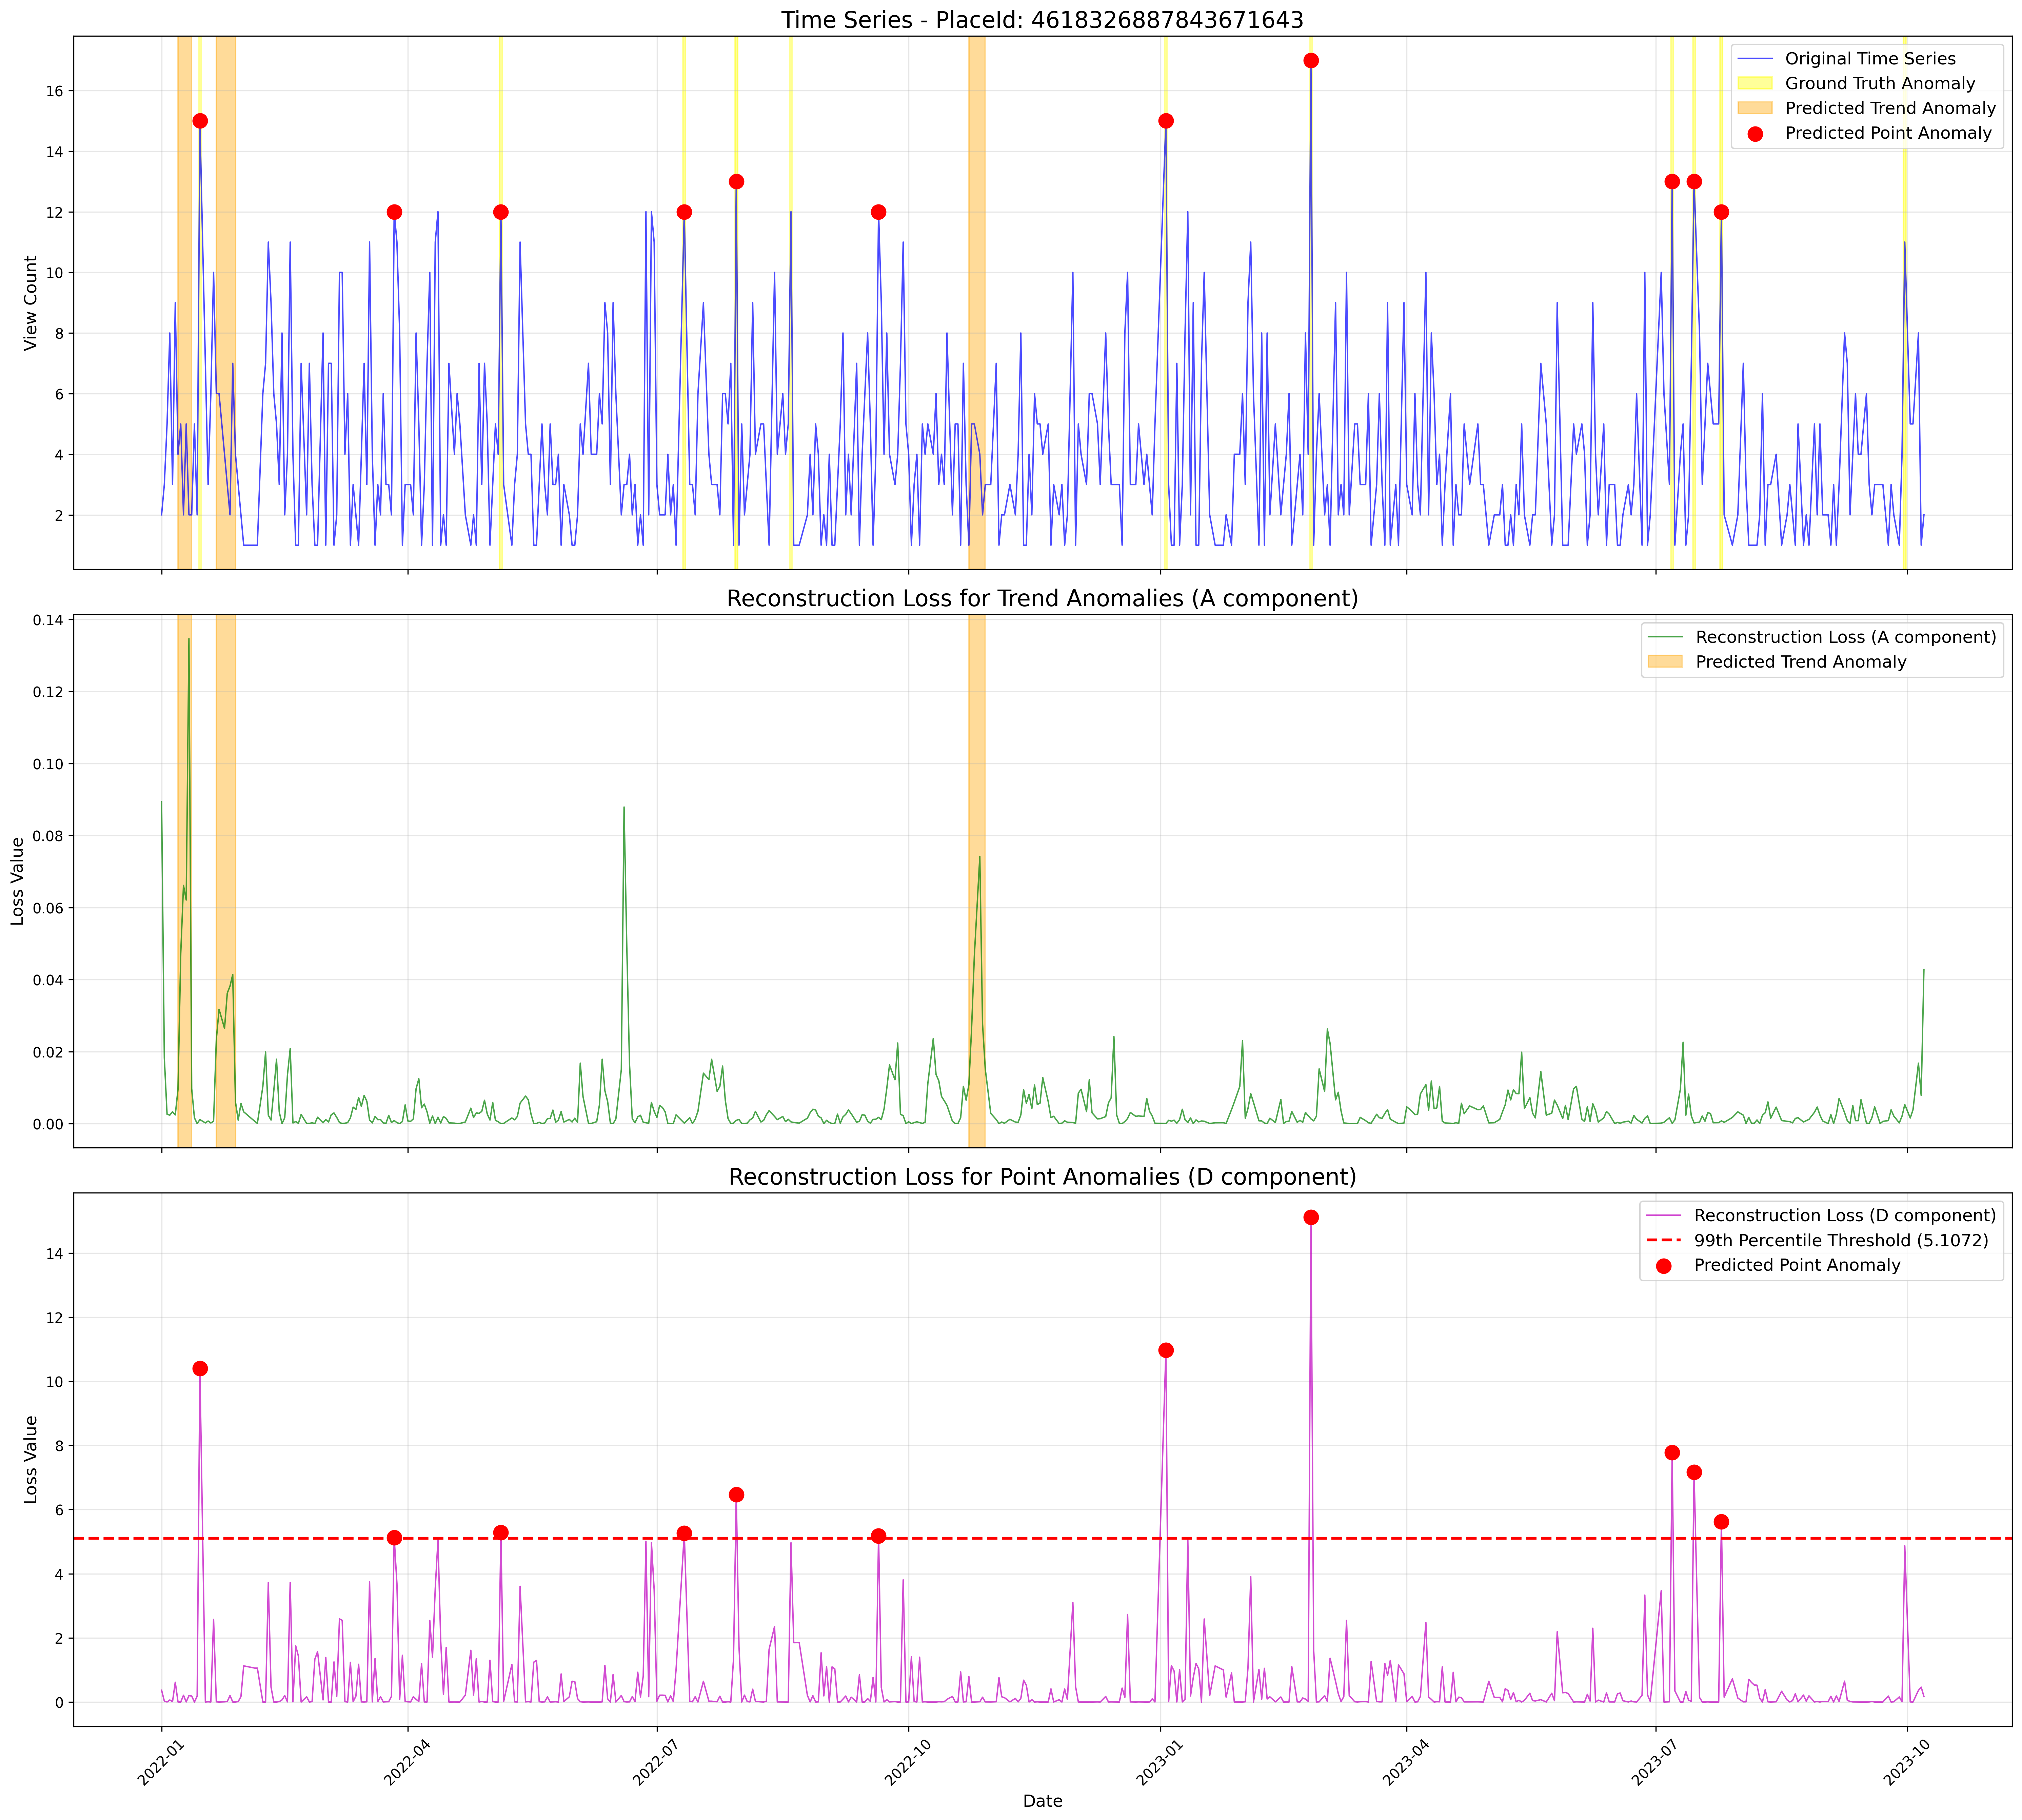 Time Series - PlaceId: 4618326887843671643
Original Time Series
Ground Truth Anomaly
Predicted Trend Anomaly
Predicted Point Anomaly
View Count
16
14
12
10
8
6
4
2
Reconstruction Loss for Trend Anomalies (A component)
Reconstruction Loss (A component)
Predicted Trend Anomaly
Loss Value
0.14
0.12
0.10
0.08
0.06
0.04
0.02
0.00
Reconstruction Loss for Point Anomalies (D component)
Reconstruction Loss (D component)
99th Percentile Threshold (5.1072)
Predicted Point Anomaly
Loss Value
14
12
10
8
6
4
2
0
2022-01
2022-04
2022-07
2022-10
2023-01
2023-04
2023-07
2023-10
Date